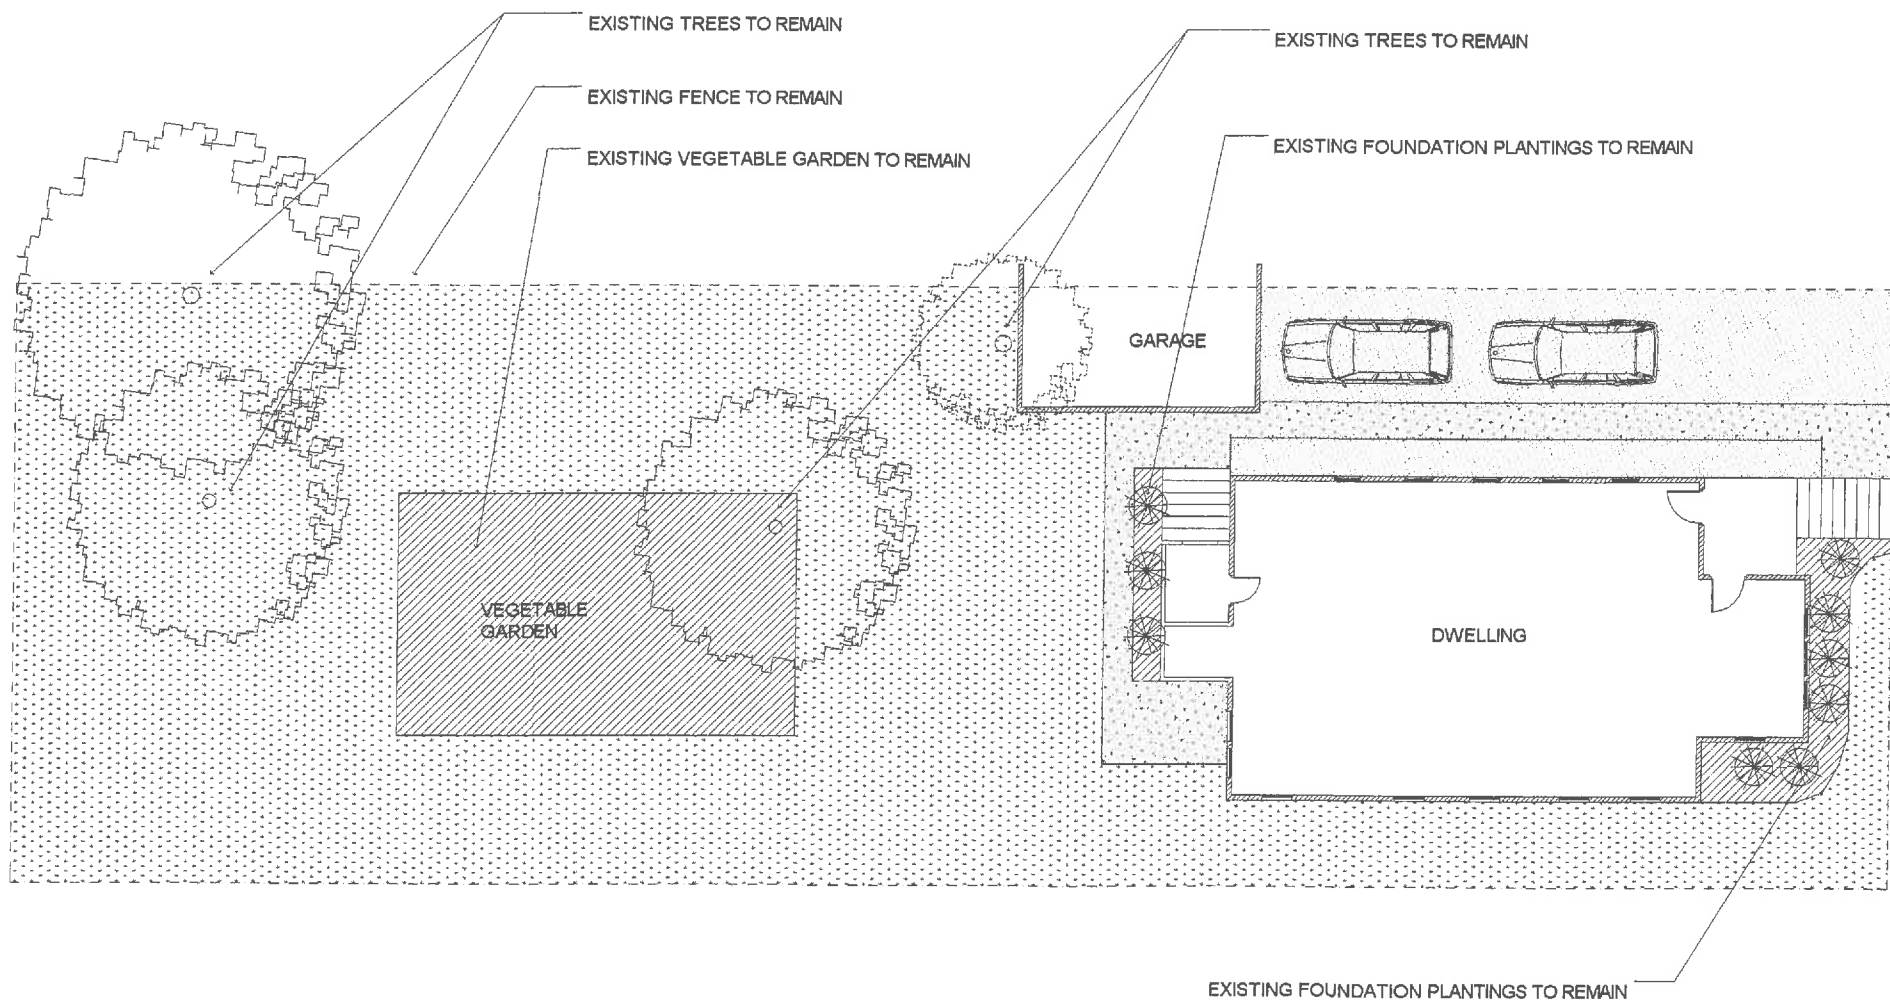 EXISTING TREES TO REMAIN
EXISTING TREES TO REMAIN
EXISTING FENCE TO REMAIN
EXISTING FOUNDATION PLANTINGS TO REMAIN
EXISTING VEGETABLE GARDEN TO REMAIN
GARAGE
VEGETABLE
GARDEN
DWELLING
EXISTING FOUNDATION PLANTINGS TO REMAIN